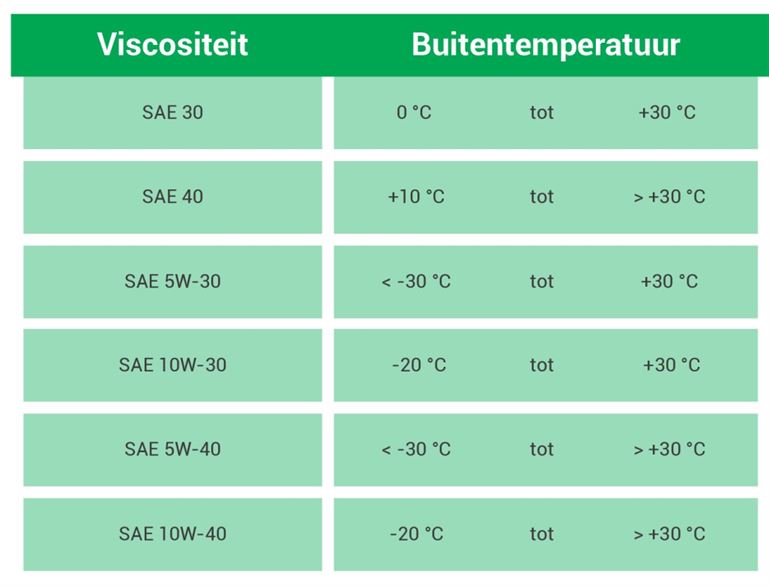 Viscositeit Buitentemperatuur
SAE 30 0 °C tot +30 °C
SAE 40 +10 °C tot > +30 °C
SAE 5W-30 < -30 °C tot +30 °C
SAE 10W-30 -20 °C tot +30 °C
SAE 5W-40 < -30 °C tot > +30 °C
SAE 10W-40 -20 °C tot > +30 °C